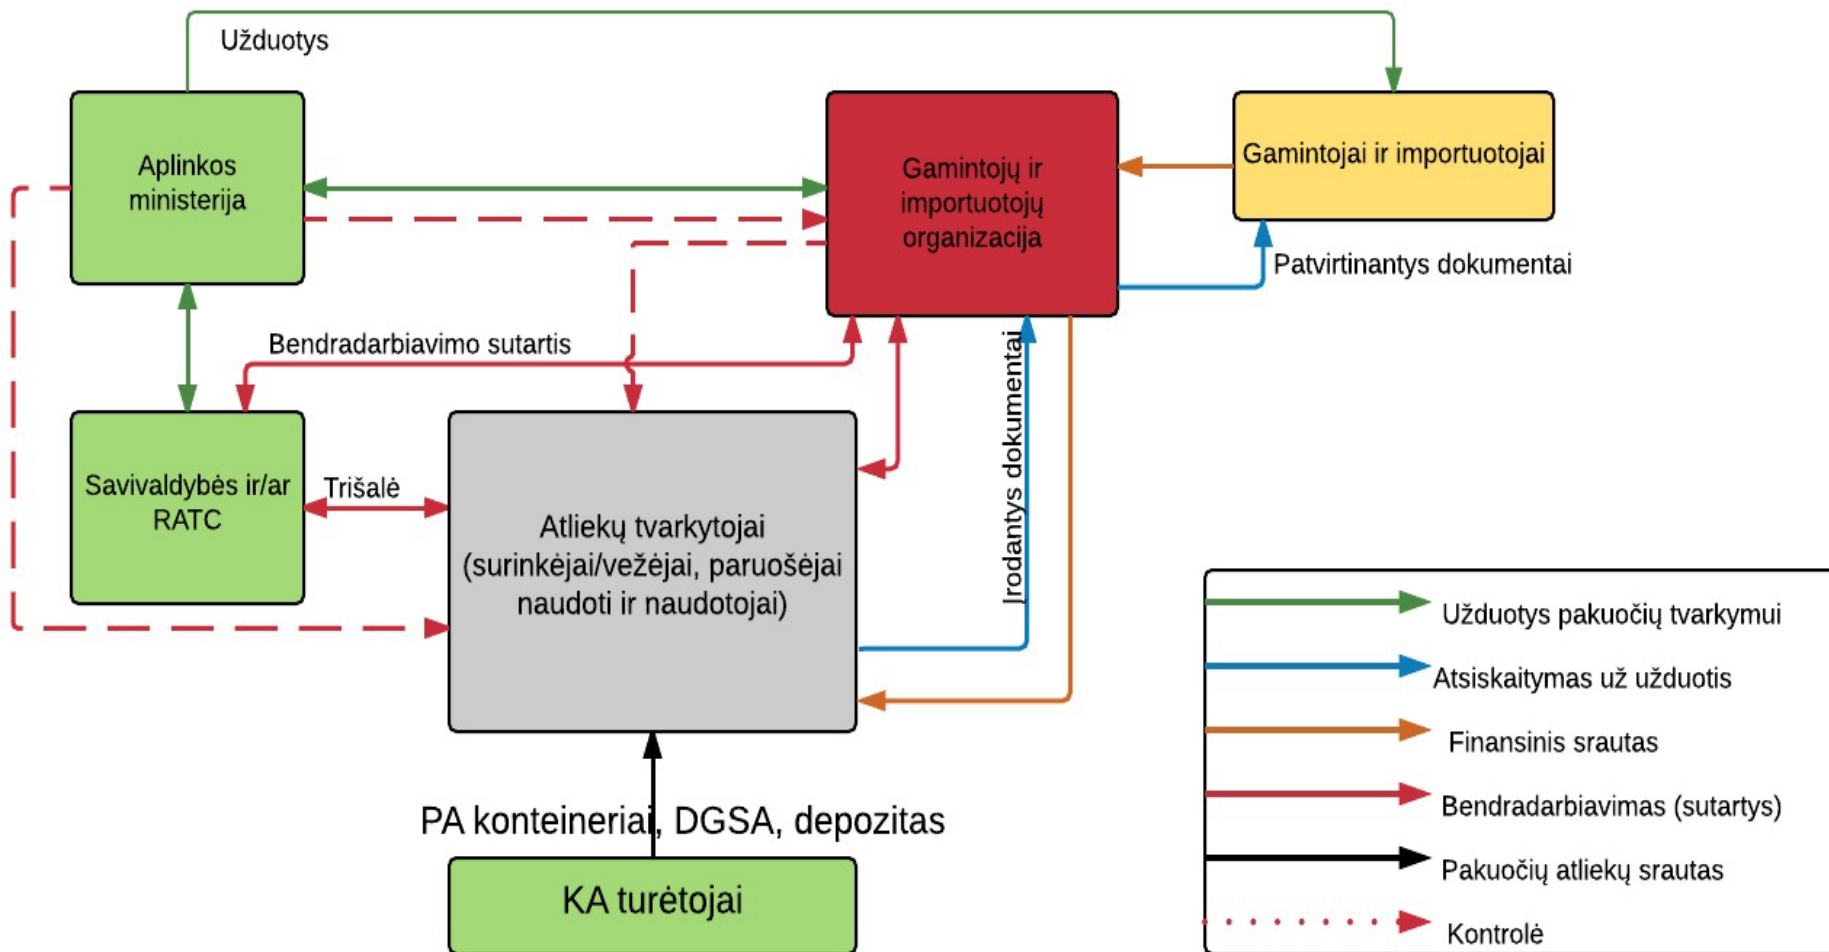 Užduotys
Aplinkos
ministerija
Gamintojų ir
importuotojų
organizacija
Gamintojai ir importuotojai
Patvirtinantys dokumentai
Bendradarbiavimo sutartis
Įrodantys dokumentai
Savivaldybės ir/ar
RATC
Trišalė
Atliekų tvarkytojai
(surinkėjai/vežėjai, paruošėjai
naudoti ir naudotojai)
PA konteineriai, DGSA, depozitas
KA turėtojai
Užduotys pakuočių tvarkymui
Atsiskaitymas už užduotis
Finansinis srautas
Bendradarbiavimas (sutartys)
Pakuočių atliekų srautas
Kontrolė